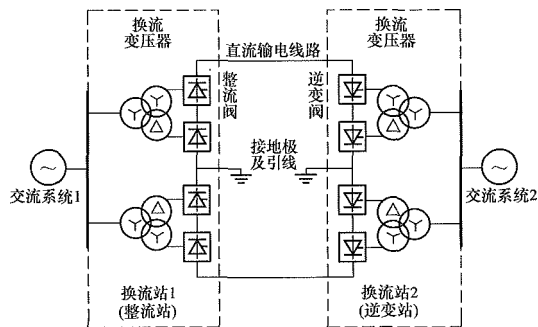 换流
变压器
换流
变压器
直流输电线路
整流阀
逆变阀
接地极
及引线
交流系统1
交流系统2
换流站1
(整流站)
换流站2
(逆变站)